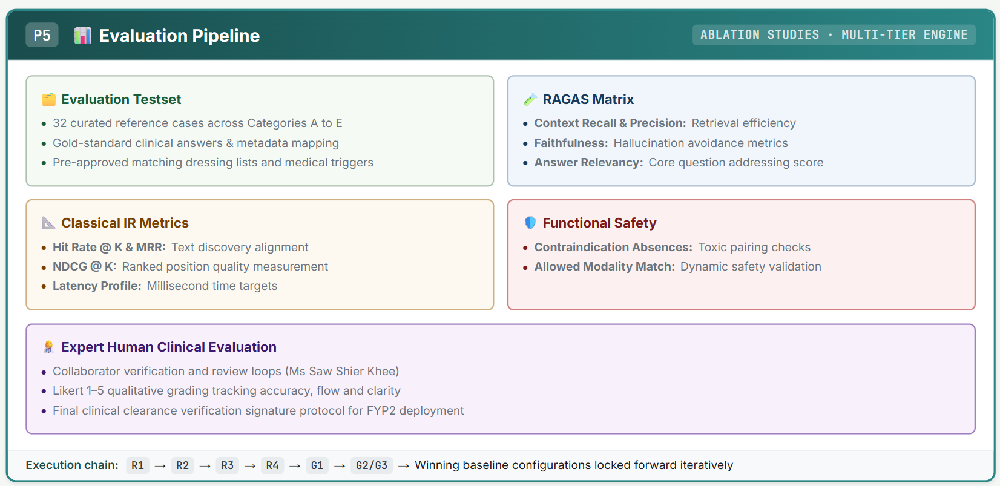 P5 Evaluation Pipeline
ABLATION STUDIES · MULTI-TIER ENGINE
Evaluation Testset
• 32 curated reference cases across Categories A to E
• Gold-standard clinical answers & metadata mapping
• Pre-approved matching dressing lists and medical triggers
RAGAS Matrix
• Context Recall & Precision: Retrieval efficiency
• Faithfulness: Hallucination avoidance metrics
• Answer Relevancy: Core question addressing score
Classical IR Metrics
• Hit Rate @ K & MRR: Text discovery alignment
• NDCG @ K: Ranked position quality measurement
• Latency Profile: Millisecond time targets
Functional Safety
• Contraindication Absences: Toxic pairing checks
• Allowed Modality Match: Dynamic safety validation
Expert Human Clinical Evaluation
• Collaborator verification and review loops (Ms Saw Shier Khee)
• Likert 1–5 qualitative grading tracking accuracy, flow and clarity
• Final clinical clearance verification signature protocol for FYP2 deployment
Execution chain: R1 → R2 → R3 → R4 → G1 → G2/G3 → Winning baseline configurations locked forward iteratively